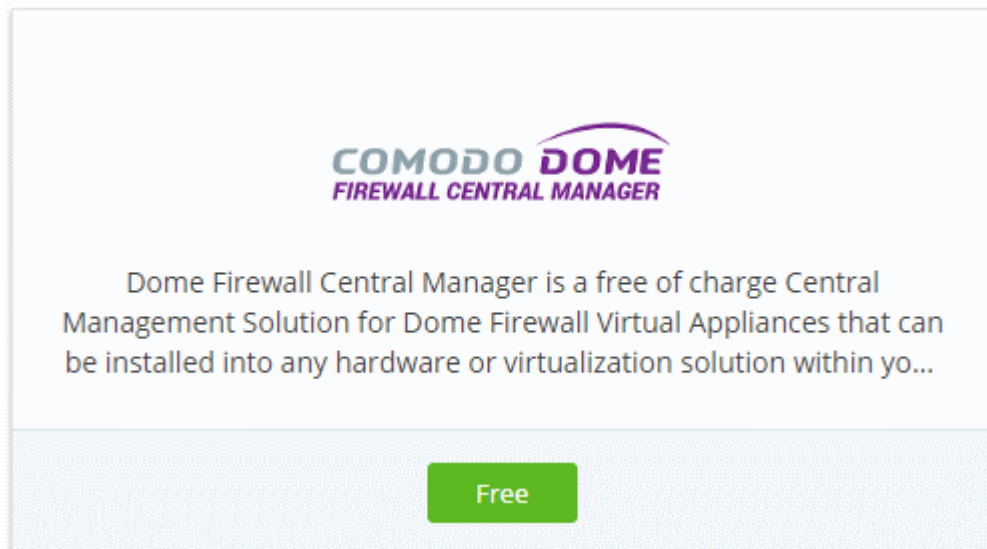 COMODO DOME
FIREWALL CENTRAL MANAGER
Dome Firewall Central Manager is a free of charge Central
Management Solution for Dome Firewall Virtual Appliances that can
be installed into any hardware or virtualization solution within yo...
Free